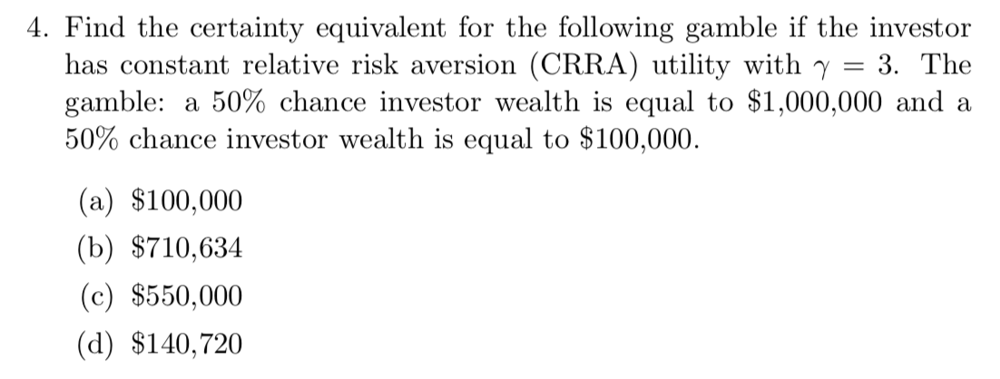 4. Find the certainty equivalent for the following gamble if the investor
has constant relative risk aversion (CRRA) utility with γ = 3. The
gamble: a 50% chance investor wealth is equal to $1,000,000 and a
50% chance investor wealth is equal to $100,000.
(a) $100,000
(b) $710,634
(c) $550,000
(d) $140,720